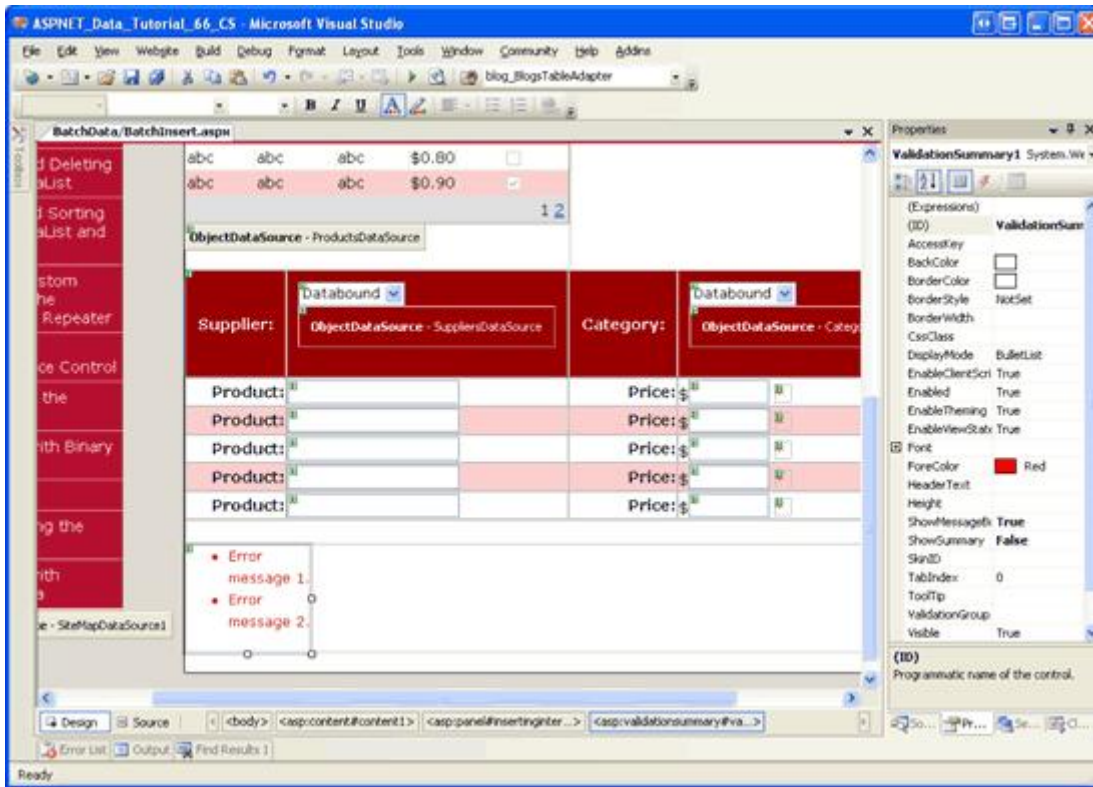 ASPNET_Data_Tutorial_66_CS - Microsoft Visual Studio
File Edit View Website Build Debug Format Layout Tools Window Community Help Addins
blog_BlogsTableAdapter
B I U A
Toolbox
BatchData/BatchInsert.aspx
d Deleting
aList
d Sorting
aList and
stom
he
Repeater
ce Control
the
ith Binary
ng the
ith
e - SiteMapDataSource1
abc abc abc $0.80
abc abc abc $0.90
1 2
ObjectDataSource - ProductsDataSource
Supplier: Databound Category: Databound
ObjectDataSource - SuppliersDataSource ObjectDataSource - Catego
Product: Price: $
Product: Price: $
Product: Price: $
Product: Price: $
Product: Price: $
• Error
message 1.
• Error
message 2.
Design Source <body> <asp:content#content1> <asp:panel#insertinginter...> <asp:validationsummary#va...>
Error List Output Find Results 1
Ready
Properties
ValidationSummary1 System.We
(Expressions)
(ID) ValidationSum
AccessKey
BackColor
BorderColor
BorderStyle NotSet
BorderWidth
CssClass
DisplayMode BulletList
EnableClientScri True
Enabled True
EnableTheming True
EnableViewState True
Font
ForeColor Red
HeaderText
Height
ShowMessageB True
ShowSummary False
SkinID
TabIndex 0
ToolTip
ValidationGroup
Visible True
(ID)
Programmatic name of the control.
So... Pr... Se... Cl...